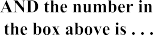 AND the number in
the box above is . . .